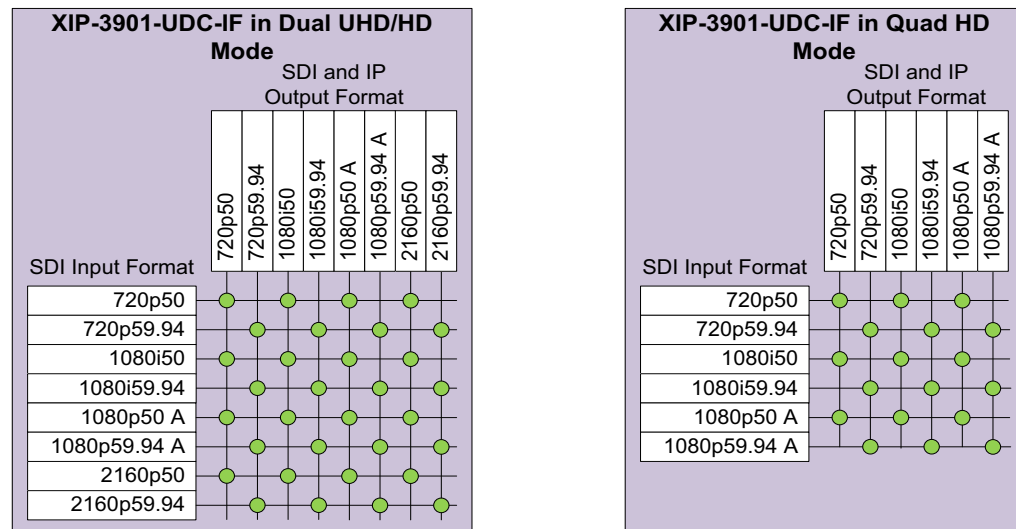 XIP-3901-UDC-IF in Dual UHD/HD
Mode
SDI and IP
Output Format
720p50
720p59.94
1080i50
1080i59.94
1080p50 A
1080p59.94 A
2160p50
2160p59.94
SDI Input Format
720p50
720p59.94
1080i50
1080i59.94
1080p50 A
1080p59.94 A
2160p50
2160p59.94
XIP-3901-UDC-IF in Quad HD
Mode
SDI and IP
Output Format
720p50
720p59.94
1080i50
1080i59.94
1080p50 A
1080p59.94 A
SDI Input Format
720p50
720p59.94
1080i50
1080i59.94
1080p50 A
1080p59.94 A